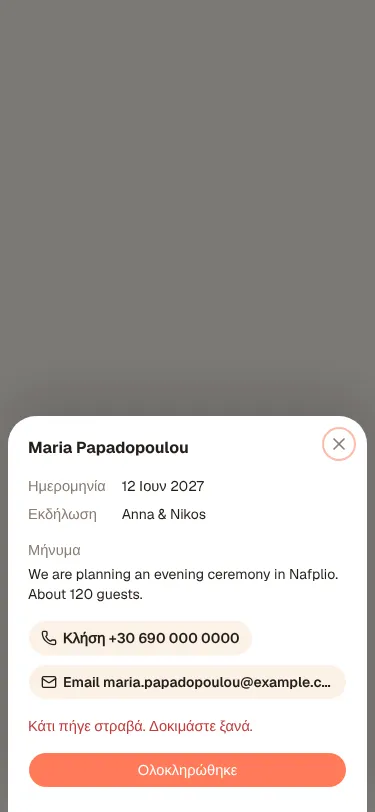 Maria Papadopoulou
Ημερομηνία 12 Ιουν 2027
Εκδήλωση Anna & Nikos
Μήνυμα
We are planning an evening ceremony in Nafplio.
About 120 guests.
Κλήση +30 690 000 0000
Email maria.papadopoulou@example.c...
Κάτι πήγε στραβά. Δοκιμάστε ξανά.
Ολοκληρώθηκε